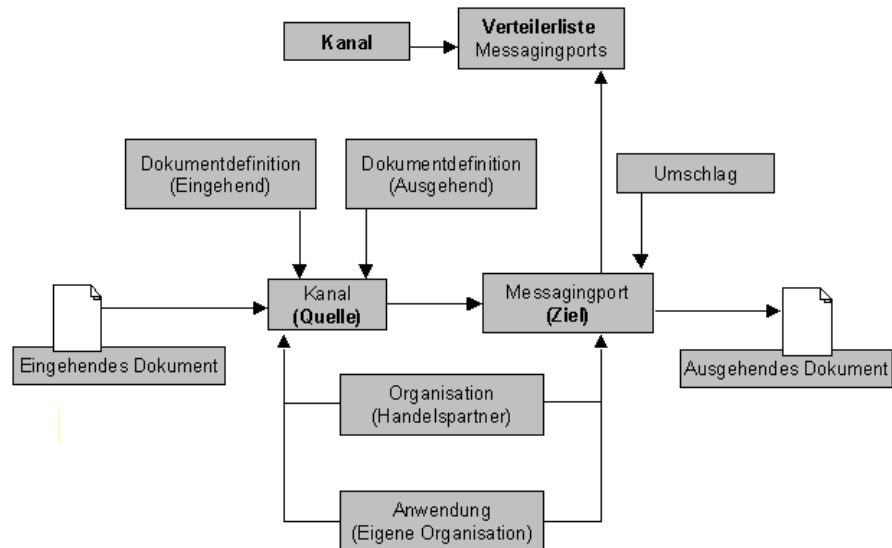 Kanal
Verteilerliste
Messagingports
Dokumentdefinition
(Eingehend)
Dokumentdefinition
(Ausgehend)
Umschlag
Kanal
(Quelle)
Messagingport
(Ziel)
Eingehendes Dokument
Ausgehendes Dokument
Organisation
(Handelspartner)
Anwendung
(Eigene Organisation)